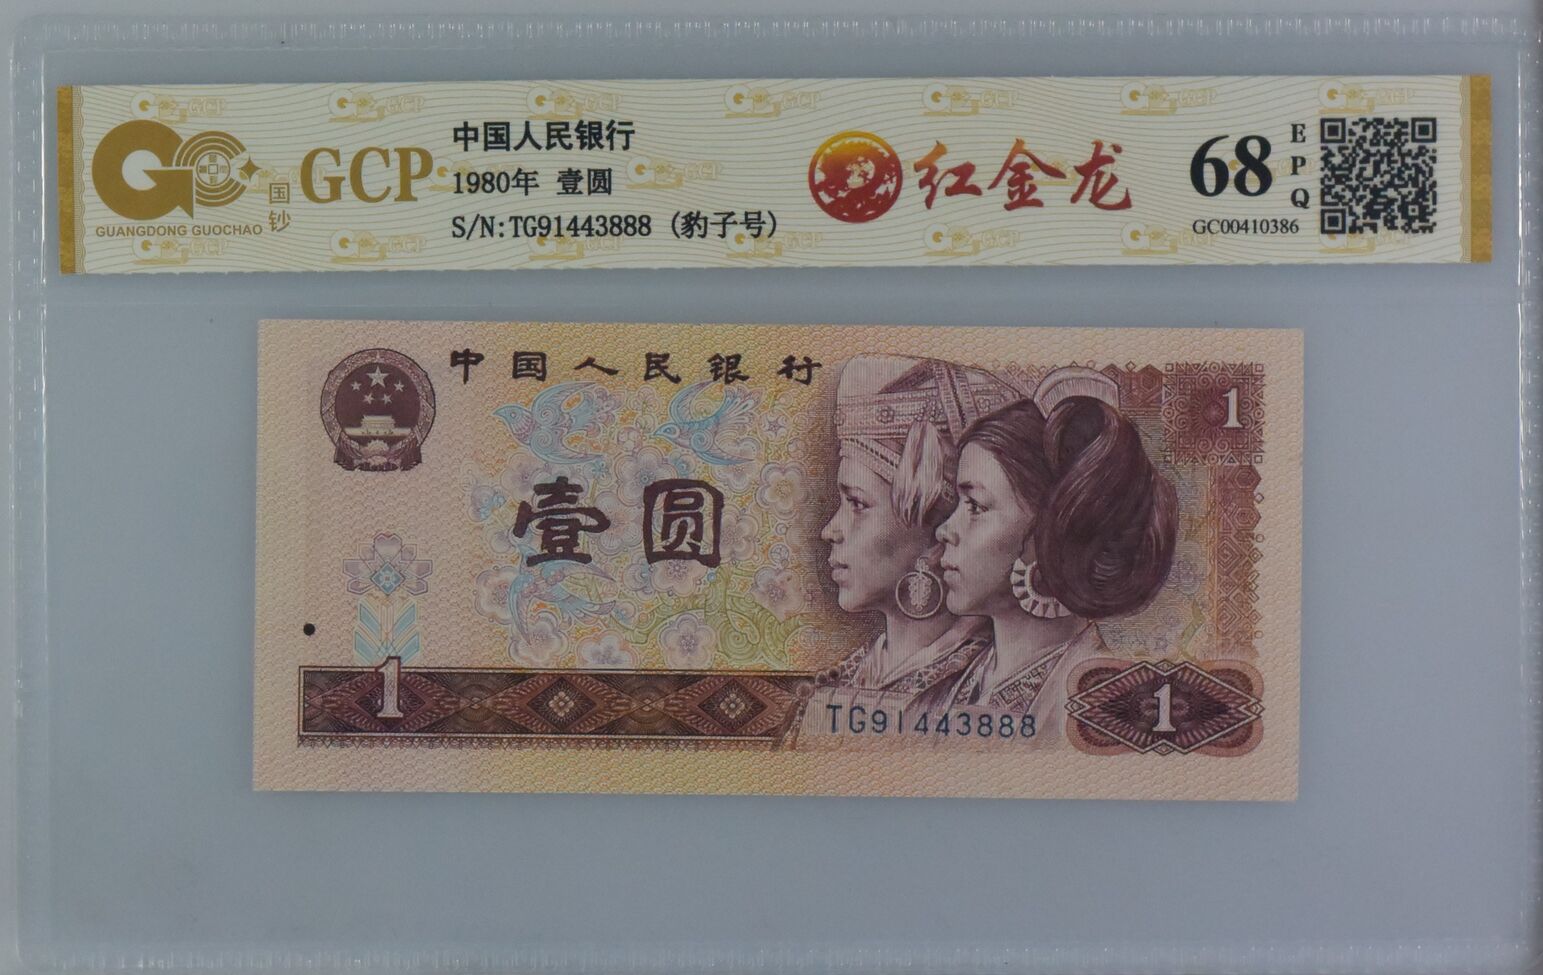 GCP
国钞
GUANGDONG GUOCHAO
中国人民银行
1980年 壹圆
S/N:TG91443888 (豹子号)
红金龙
68
EPQ
GC00410386
中国人民银行
1
壹圆
1
TG91443888
1